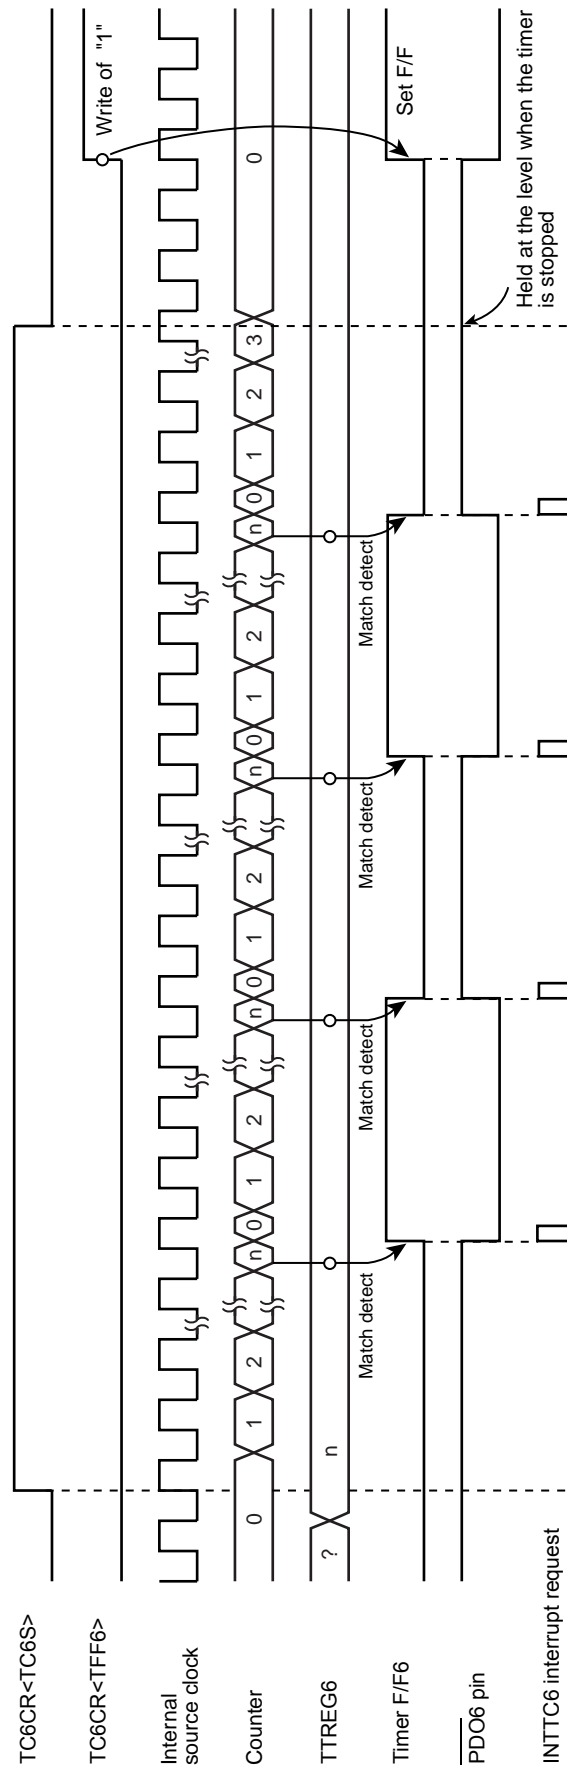 TC6CR<TC6S>
TC6CR<TFF6>
Write of "1"
Internal
source clock
Counter
0 1 2 n 0 1 2 n 0 1 2 n 0 1 2 n 0 1 2 3 0
TTREG6
? n
Match detect
Match detect
Match detect
Match detect
Timer F/F6
Set F/F
PDO6 pin
Held at the level when the timer
is stopped
INTTC6 interrupt request